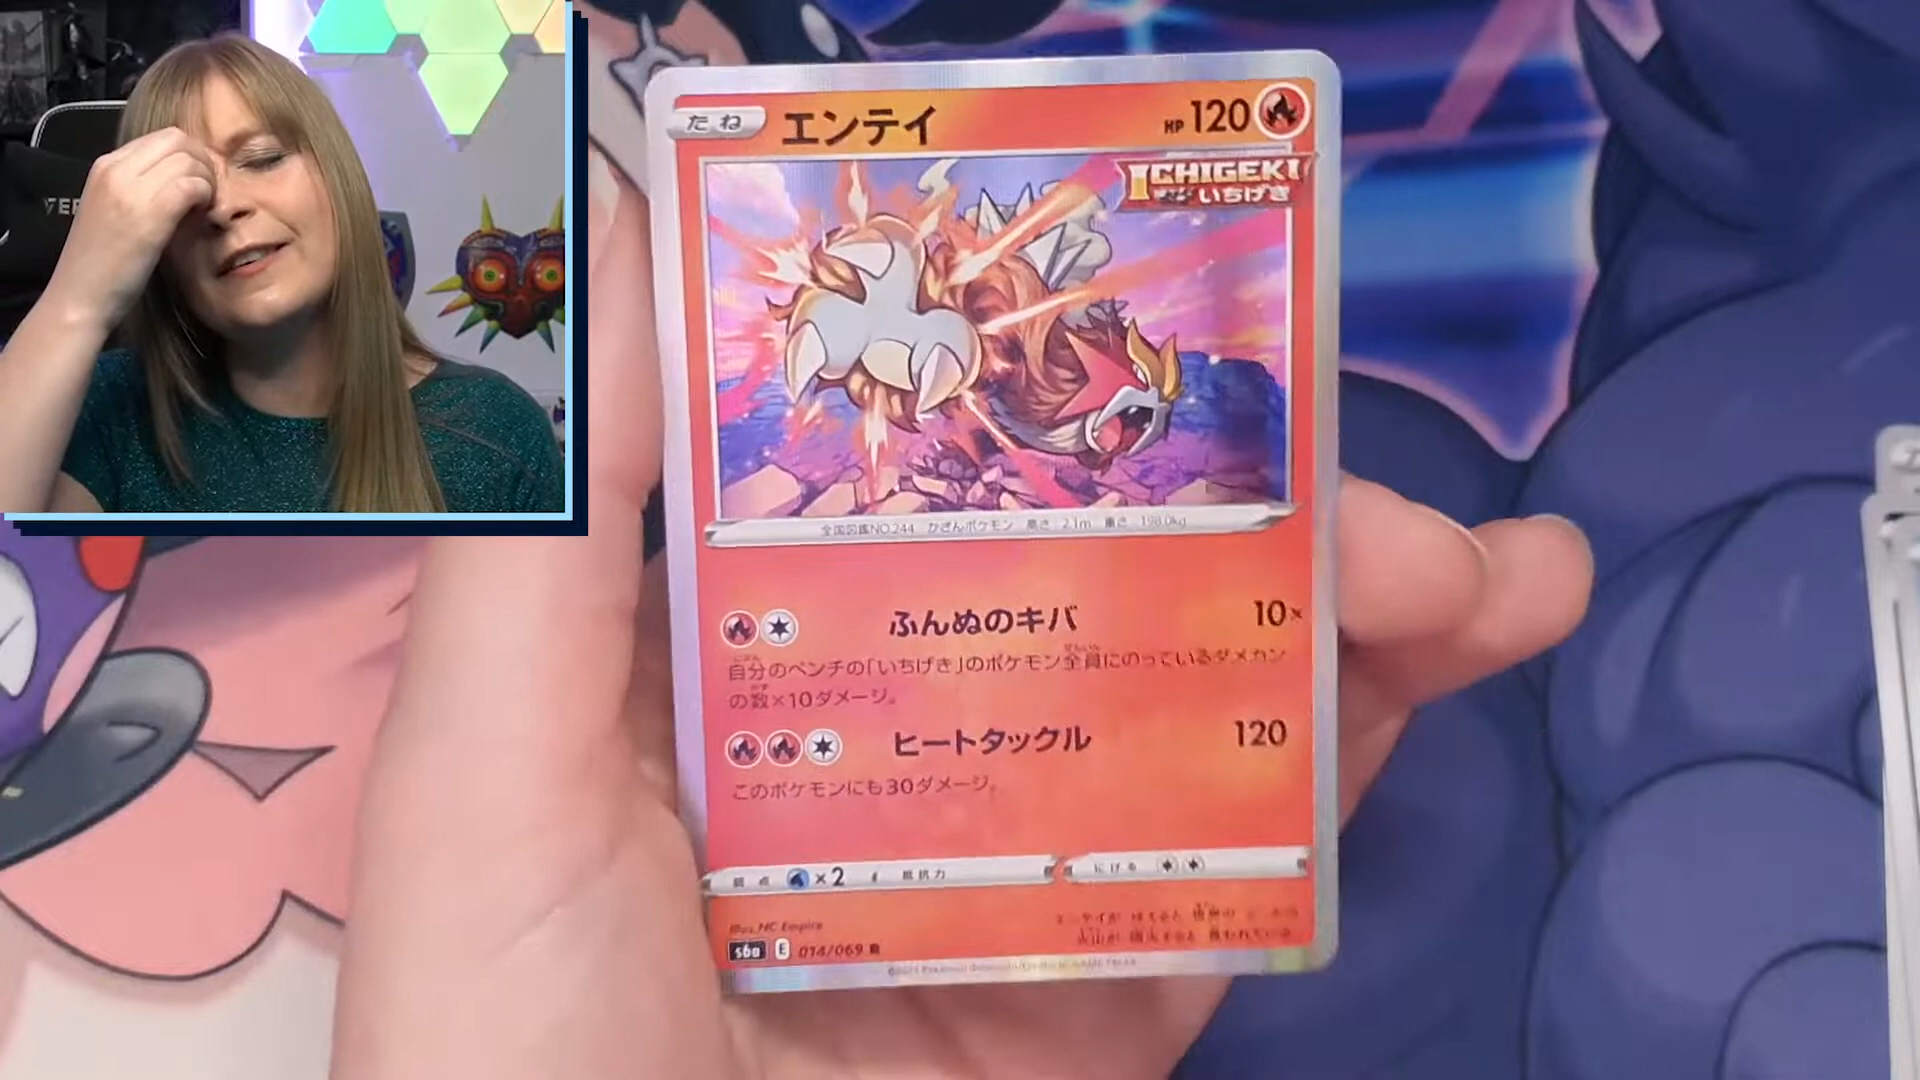 たね エンテイ HP 120
ICHIGEKI
いちげき
全国図鑑NO.244 かざんポケモン 高さ 2.1m 重さ 198.0kg
ふんぬのキバ 10×
自分のベンチの「いちげき」のポケモン全員にのっているダメカン
の数×10ダメージ。
ヒートタックル 120
このポケモンにも30ダメージ。
弱点 ×2 抵抗力 にげる
Illus. MC Empire
s6a E 014/069 R